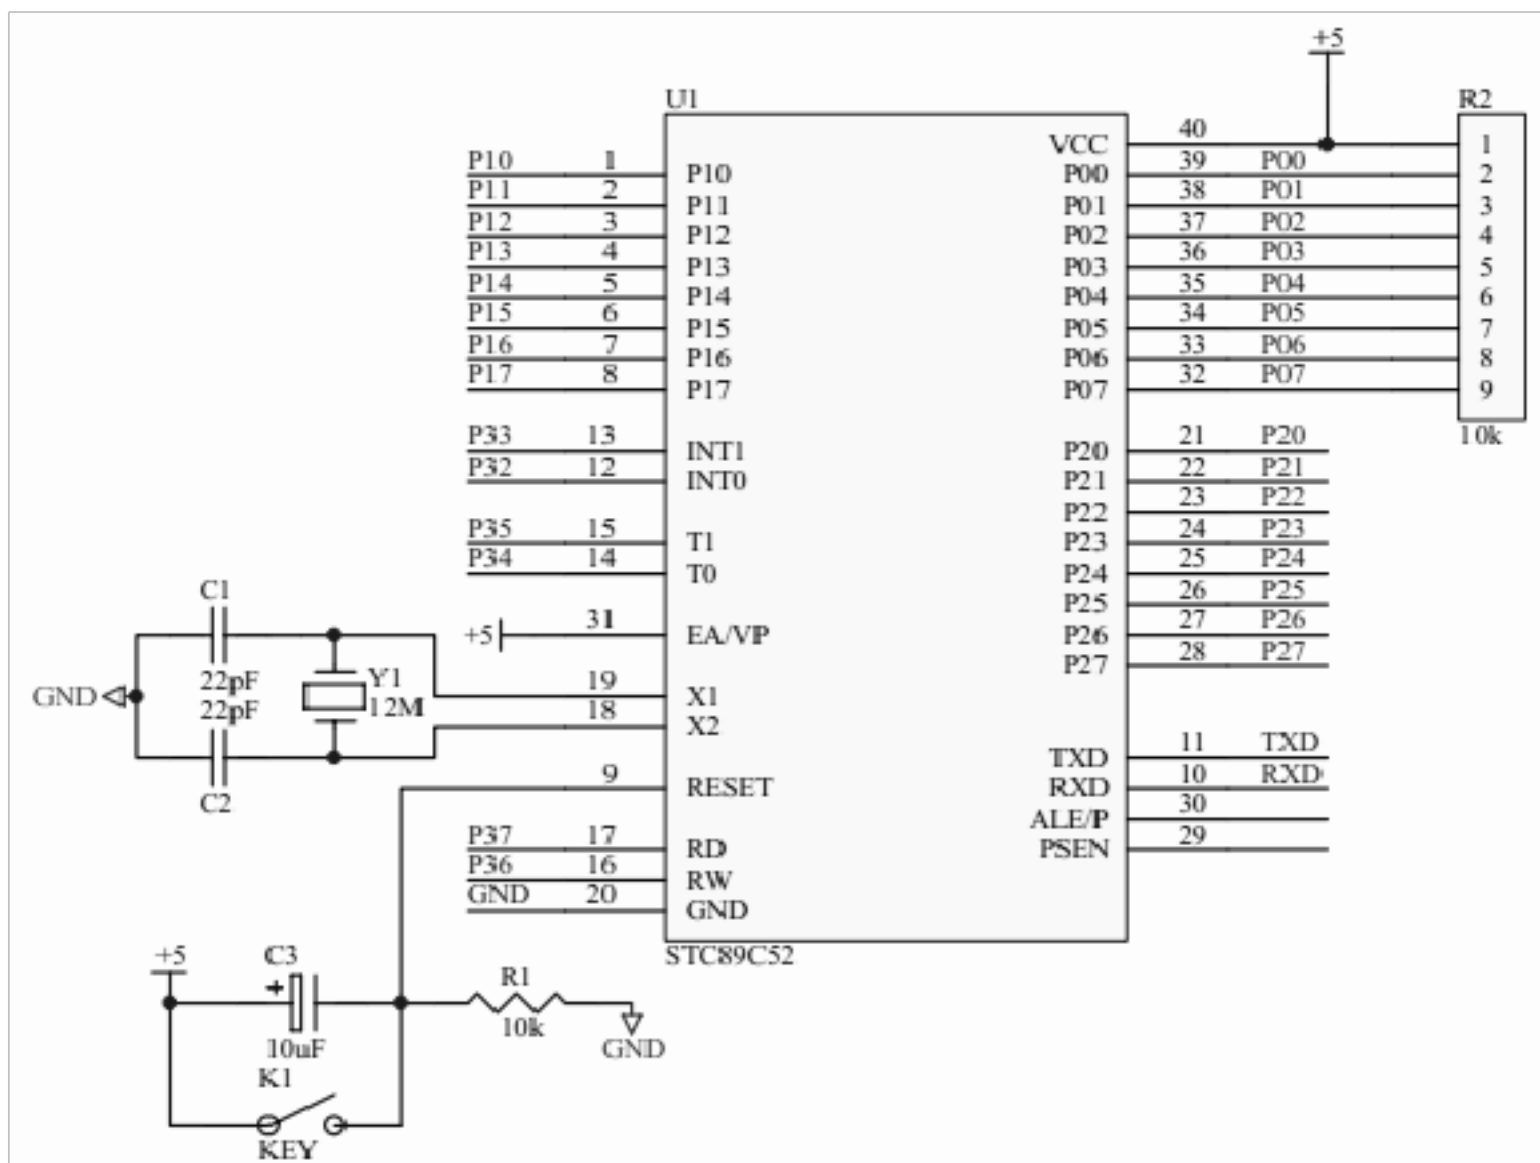 +5
U1
R2
VCC 40 1
P10 1 P10 P00 39 P00 2
P11 2 P11 P01 38 P01 3
P12 3 P12 P02 37 P02 4
P13 4 P13 P03 36 P03 5
P14 5 P14 P04 35 P04 6
P15 6 P15 P05 34 P05 7
P16 7 P16 P06 33 P06 8
P17 8 P17 P07 32 P07 9
10k
P33 13 INT1 P20 21 P20
P32 12 INT0 P21 22 P21
P22 23 P22
P35 15 T1 P23 24 P23
P34 14 T0 P24 25 P24
C1
P25 26 P25
+5 31 EA/VP P26 27 P26
P27 28 P27
22pF
GND
22pF
Y1
12M
19 X1
18 X2
C2
TXD 11 TXD
9 RESET RXD 10 RXD
ALE/P 30
P37 17 RD PSEN 29
P36 16 RW
GND 20 GND
STC89C52
+5
C3
+
10uF
R1
10k
GND
K1
KEY